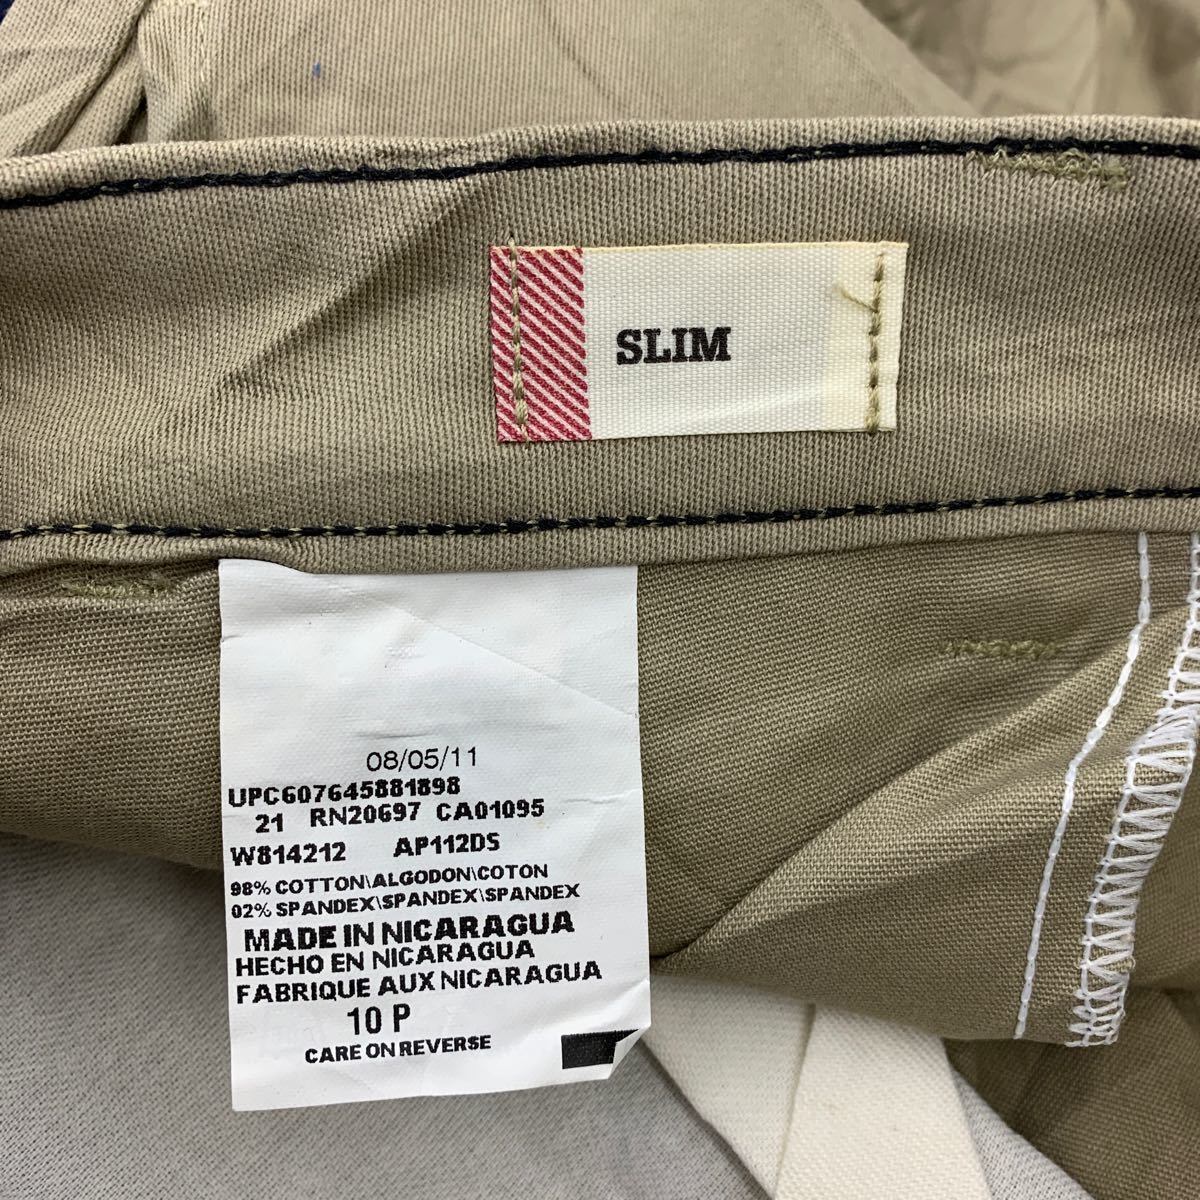 SLIM
08/05/11
UPC607645881898
21 RN20697 CA01095
W814212 AP112DS
98% COTTON\ALGODON\COTON
02% SPANDEX\SPANDEX\SPANDEX
MADE IN NICARAGUA
HECHO EN NICARAGUA
FABRIQUE AUX NICARAGUA
10 P
CARE ON REVERSE